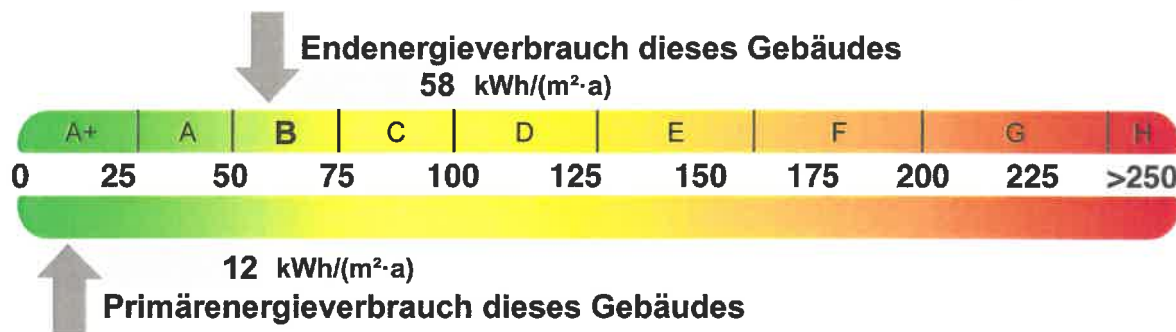 Endenergieverbrauch dieses Gebäudes
58 kWh/(m²·a)
A+ A B C D E F G H
0 25 50 75 100 125 150 175 200 225 >250
12 kWh/(m²·a)
Primärenergieverbrauch dieses Gebäudes